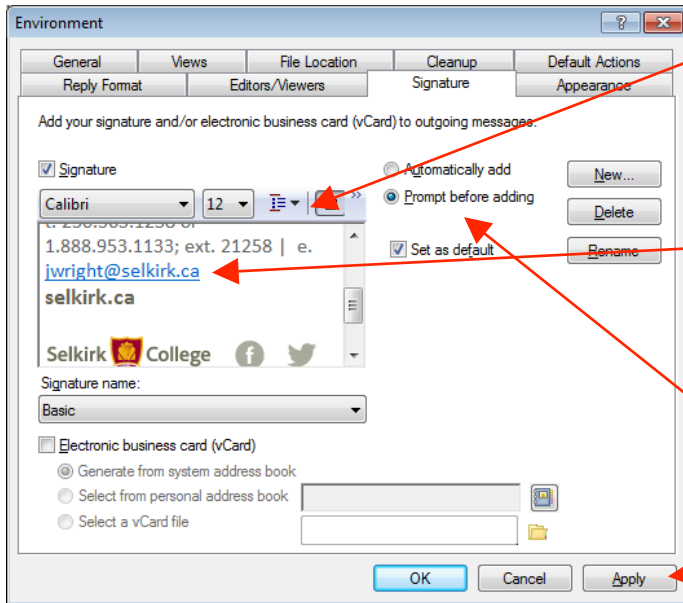 Environment
General Views File Location Cleanup Default Actions
Reply Format Editors/Viewers Signature Appearance
Add your signature and/or electronic business card (vCard) to outgoing messages:
Signature
Automatically add
New...
Calibri 12
Prompt before adding
Delete
1.888.953.1133; ext. 21258 | e.
Set as default
Rename
jwright@selkirk.ca
selkirk.ca
Selkirk College
Signature name:
Basic
Electronic business card (vCard)
Generate from system address book
Select from personal address book
Select a vCard file
OK Cancel Apply